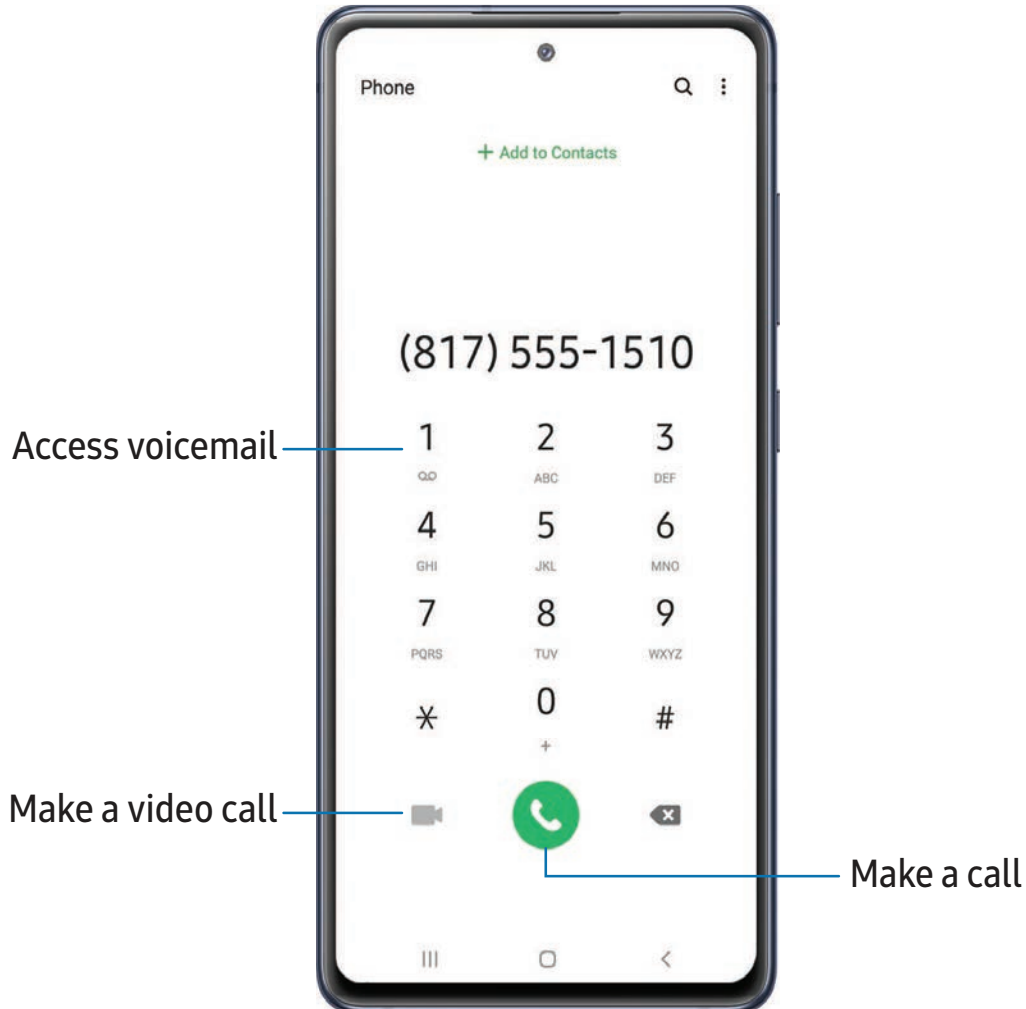 Phone
+ Add to Contacts
(817) 555-1510
Access voicemail
1 2 3
ABC DEF
4 5 6
GHI JKL MNO
7 8 9
PQRS TUV WXYZ
* 0 #
+
Make a video call
Make a call